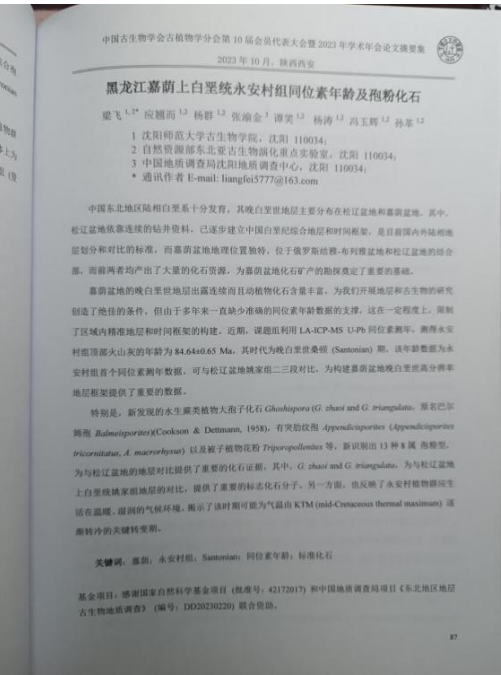 中国古生物学会古植物学分会第 10 届会员代表大会暨 2023 年学术年会论文摘要集
2023 年 10 月，陕西西安
黑龙江嘉荫上白垩统永安村组同位素年龄及孢粉化石
梁飞 1,2* 应翘而 1,2 杨群 1,2 张渝金 3 谭笑 1,2 杨涛 1,2 冯玉辉 1,2 孙革 1,2
1 沈阳师范大学古生物学院，沈阳 110034；
2 自然资源部东北亚古生物演化重点实验室，沈阳 110034；
3 中国地质调查局沈阳地质调查中心，沈阳 110034；
* 通讯作者 E-mail: liangfei5777@163.com
中国东北地区陆相白垩系十分发育，其晚白垩世地层主要分布在松辽盆地和嘉荫盆地。其中，
松辽盆地依靠连续的钻井资料，已逐步建立中国白垩纪综合地层和时间框架，是目前国内外陆相地
层划分和对比的标准，而嘉荫盆地地理位置独特，位于俄罗斯结雅-布列雅盆地和松辽盆地的结合
部，而前两者均产出了大量的化石资源，为嘉荫盆地化石矿产的勘探奠定了重要的基础。
嘉荫盆地的晚白垩世地层出露连续而且动植物化石含量丰富，为我们开展地层和古生物的研究
创造了绝佳的条件，但由于多年来一直缺少准确的同位素年龄数据的支撑，这在一定程度上，限制
了区域内精准地层和时间框架的构建。近期，课题组利用 LA-ICP-MS U-Pb 同位素测年，测得永安
村组顶部火山灰的年龄为 84.64±0.65 Ma，其时代为晚白垩世桑顿 (Santonian) 期。该年龄数据为永
安村组首个同位素测年数据，可与松辽盆地姚家组二三段对比，为构建嘉荫盆地晚白垩世高分辨率
地层框架提供了重要的数据。
特别是，新发现的水生蕨类植物大孢子化石 Ghoshispora (G. zhaoi and G. triangulata，原名巴尔
姆孢 Balmeisporites)(Cookson & Dettmann, 1958)，有突肋纹孢 Appendicisporites (Appendicisporites
tricornitatus, A. macrorhyzus) 以及被子植物花粉 Triporopollenites 等，新识别出 13 种 8 属 孢粉型，
为与松辽盆地的地层对比提供了重要的化石证据，其中，G. zhaoi and G. triangulata，为与松辽盆地
上白垩统姚家组地层的对比，提供了重要的标志化石分子。另一方面，也反映了永安村植物群应生
活在温暖、湿润的气候环境，揭示了该时期可能为气温由 KTM (mid-Cretaceous thermal maximum) 逐
渐转冷的关键转变期。
关键词：嘉荫；永安村组；Santonian；同位素年龄；标准化石
基金项目：感谢国家自然科学基金项目 (批准号：42172017) 和中国地质调查局项目《东北地区地层
古生物地质调查》 (编号：DD20230220) 联合资助。
87